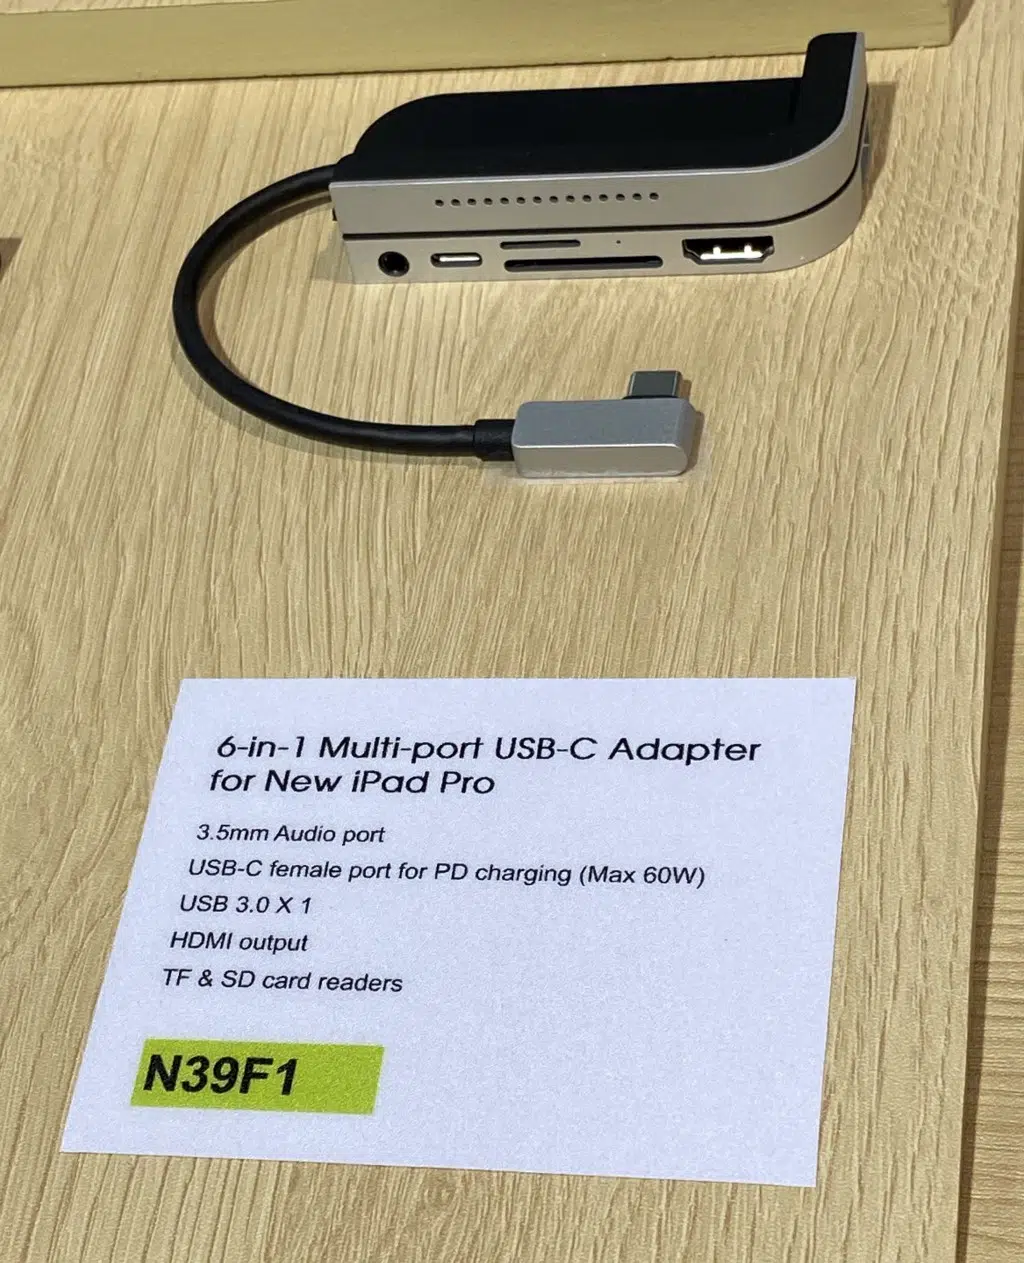 6-in-1 Multi-port USB-C Adapter
for New iPad Pro
3.5mm Audio port
USB-C female port for PD charging (Max 60W)
USB 3.0 X 1
HDMI output
TF & SD card readers
N39F1